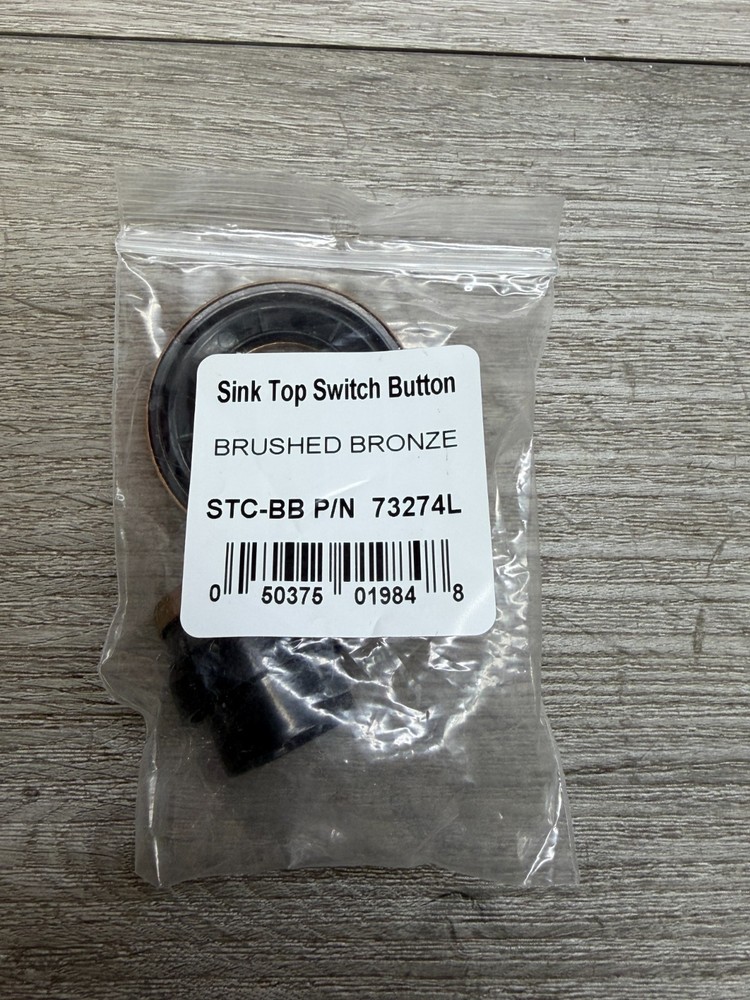 Sink Top Switch Button
BRUSHED BRONZE
STC-BB P/N 73274L
0 50375 01984 8